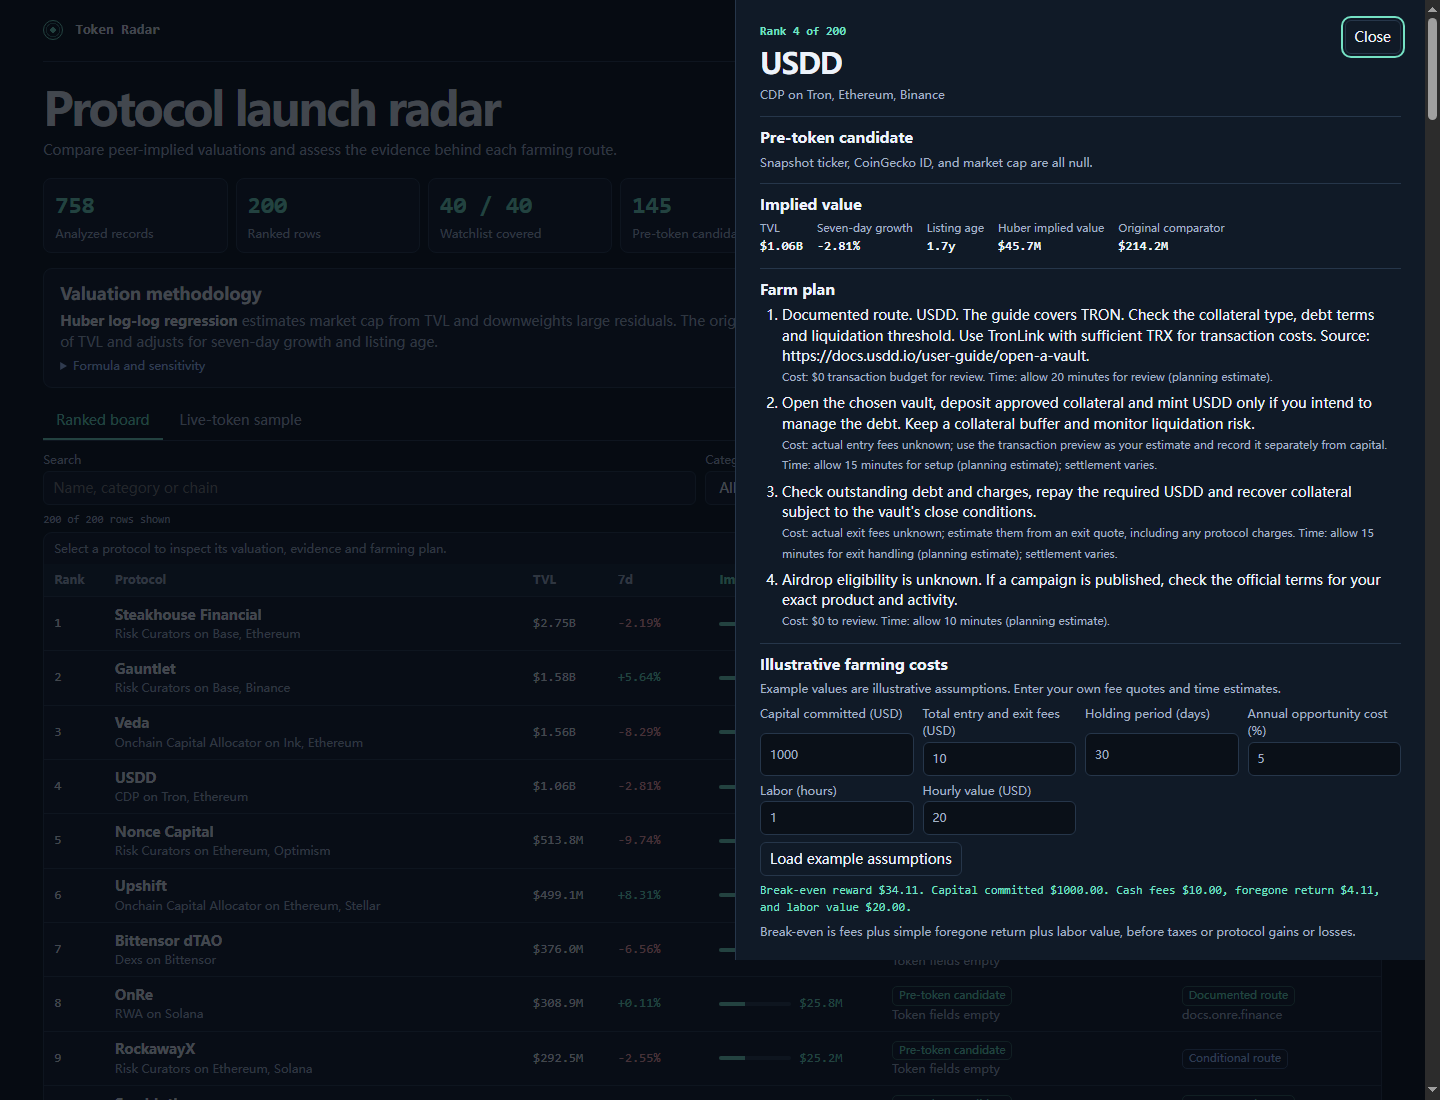 Token Radar
Protocol launch radar
Compare peer-implied valuations and assess the evidence behind each farming route.
758
Analyzed records
200
Ranked rows
40 / 40
Watchlist covered
145
Pre-token candida
Valuation methodology
Huber log-log regression estimates market cap from TVL and downweights large residuals. The orig
of TVL and adjusts for seven-day growth and listing age.
▶ Formula and sensitivity
Ranked board
Live-token sample
Search
Categ
Name, category or chain
All
200 of 200 rows shown
Select a protocol to inspect its valuation, evidence and farming plan.
Rank Protocol TVL 7d Im
1 Steakhouse Financial $2.75B -2.19%
Risk Curators on Base, Ethereum
2 Gauntlet $1.58B +5.64%
Risk Curators on Base, Binance
3 Veda $1.56B -8.29%
Onchain Capital Allocator on Ink, Ethereum
4 USDD $1.06B -2.81%
CDP on Tron, Ethereum
5 Nonce Capital $513.8M -9.74%
Risk Curators on Ethereum, Optimism
6 Upshift $499.1M +8.31%
Onchain Capital Allocator on Ethereum, Stellar
7 Bittensor dTAO $376.0M -6.56%
Dexs on Bittensor
Token fields empty
8 OnRe $308.9M +0.11% $25.8M Pre-token candidate Documented route
RWA on Solana Token fields empty docs.onre.finance
9 RockawayX $292.5M -2.55% $25.2M Pre-token candidate Conditional route
Risk Curators on Ethereum, Solana Token fields empty
Rank 4 of 200
Close
USDD
CDP on Tron, Ethereum, Binance
Pre-token candidate
Snapshot ticker, CoinGecko ID, and market cap are all null.
Implied value
TVL Seven-day growth Listing age Huber implied value Original comparator
$1.06B -2.81% 1.7y $45.7M $214.2M
Farm plan
1. Documented route. USDD. The guide covers TRON. Check the collateral type, debt terms
and liquidation threshold. Use TronLink with sufficient TRX for transaction costs. Source:
https://docs.usdd.io/user-guide/open-a-vault.
Cost: $0 transaction budget for review. Time: allow 20 minutes for review (planning estimate).
2. Open the chosen vault, deposit approved collateral and mint USDD only if you intend to
manage the debt. Keep a collateral buffer and monitor liquidation risk.
Cost: actual entry fees unknown; use the transaction preview as your estimate and record it separately from capital.
Time: allow 15 minutes for setup (planning estimate); settlement varies.
3. Check outstanding debt and charges, repay the required USDD and recover collateral
subject to the vault's close conditions.
Cost: actual exit fees unknown; estimate them from an exit quote, including any protocol charges. Time: allow 15
minutes for exit handling (planning estimate); settlement varies.
4. Airdrop eligibility is unknown. If a campaign is published, check the official terms for your
exact product and activity.
Cost: $0 to review. Time: allow 10 minutes (planning estimate).
Illustrative farming costs
Example values are illustrative assumptions. Enter your own fee quotes and time estimates.
Capital committed (USD)
1000
Total entry and exit fees
(USD)
10
Holding period (days)
30
Annual opportunity cost
(%)
5
Labor (hours)
1
Hourly value (USD)
20
Load example assumptions
Break-even reward $34.11. Capital committed $1000.00. Cash fees $10.00, foregone return $4.11,
and labor value $20.00.
Break-even is fees plus simple foregone return plus labor value, before taxes or protocol gains or losses.